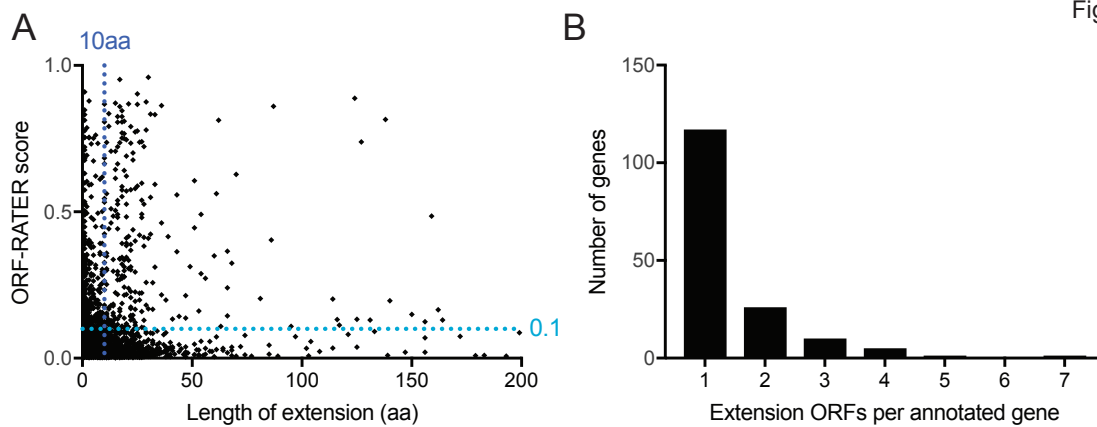 Fig
A
10aa
1.0
0.5
0.0
ORF-RATER score
0.1
0
50
100
150
200
Length of extension (aa)
B
150
100
50
0
Number of genes
1
2
3
4
5
6
7
Extension ORFs per annotated gene